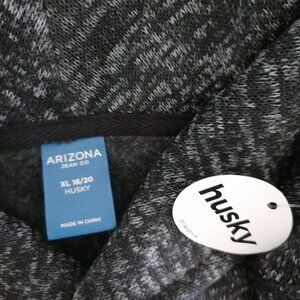 ARIZONA
JEAN CO
XL 18/20
HUSKY
MADE IN CHINA
husky